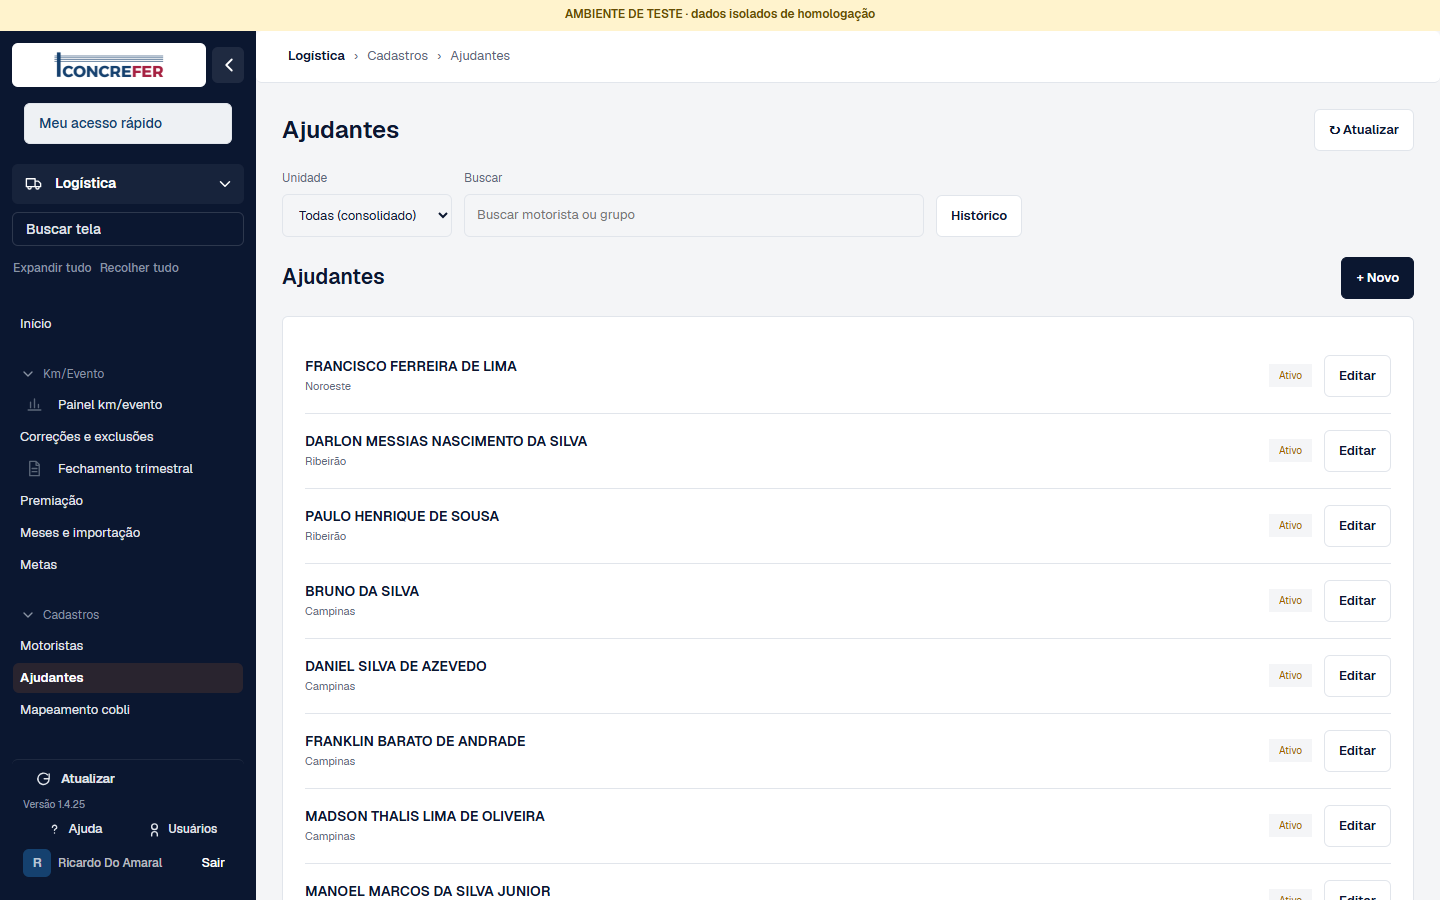 AMBIENTE DE TESTE · dados isolados de homologação
CONCREFER
Meu acesso rápido
Logística
Buscar tela
Expandir tudo Recolher tudo
Início
Km/Evento
Painel km/evento
Correções e exclusões
Fechamento trimestral
Premiação
Meses e importação
Metas
Cadastros
Motoristas
Ajudantes
Mapeamento cobli
Atualizar
Versão 1.4.25
? Ajuda Usuários
R Ricardo Do Amaral Sair
Logística › Cadastros › Ajudantes
Ajudantes
↻ Atualizar
Unidade Buscar
Todas (consolidado) Buscar motorista ou grupo Histórico
Ajudantes
+ Novo
FRANCISCO FERREIRA DE LIMA
Noroeste
Ativo Editar
DARLON MESSIAS NASCIMENTO DA SILVA
Ribeirão
Ativo Editar
PAULO HENRIQUE DE SOUSA
Ribeirão
Ativo Editar
BRUNO DA SILVA
Campinas
Ativo Editar
DANIEL SILVA DE AZEVEDO
Campinas
Ativo Editar
FRANKLIN BARATO DE ANDRADE
Campinas
Ativo Editar
MADSON THALIS LIMA DE OLIVEIRA
Campinas
Ativo Editar
MANOEL MARCOS DA SILVA JUNIOR
Ativo Editar